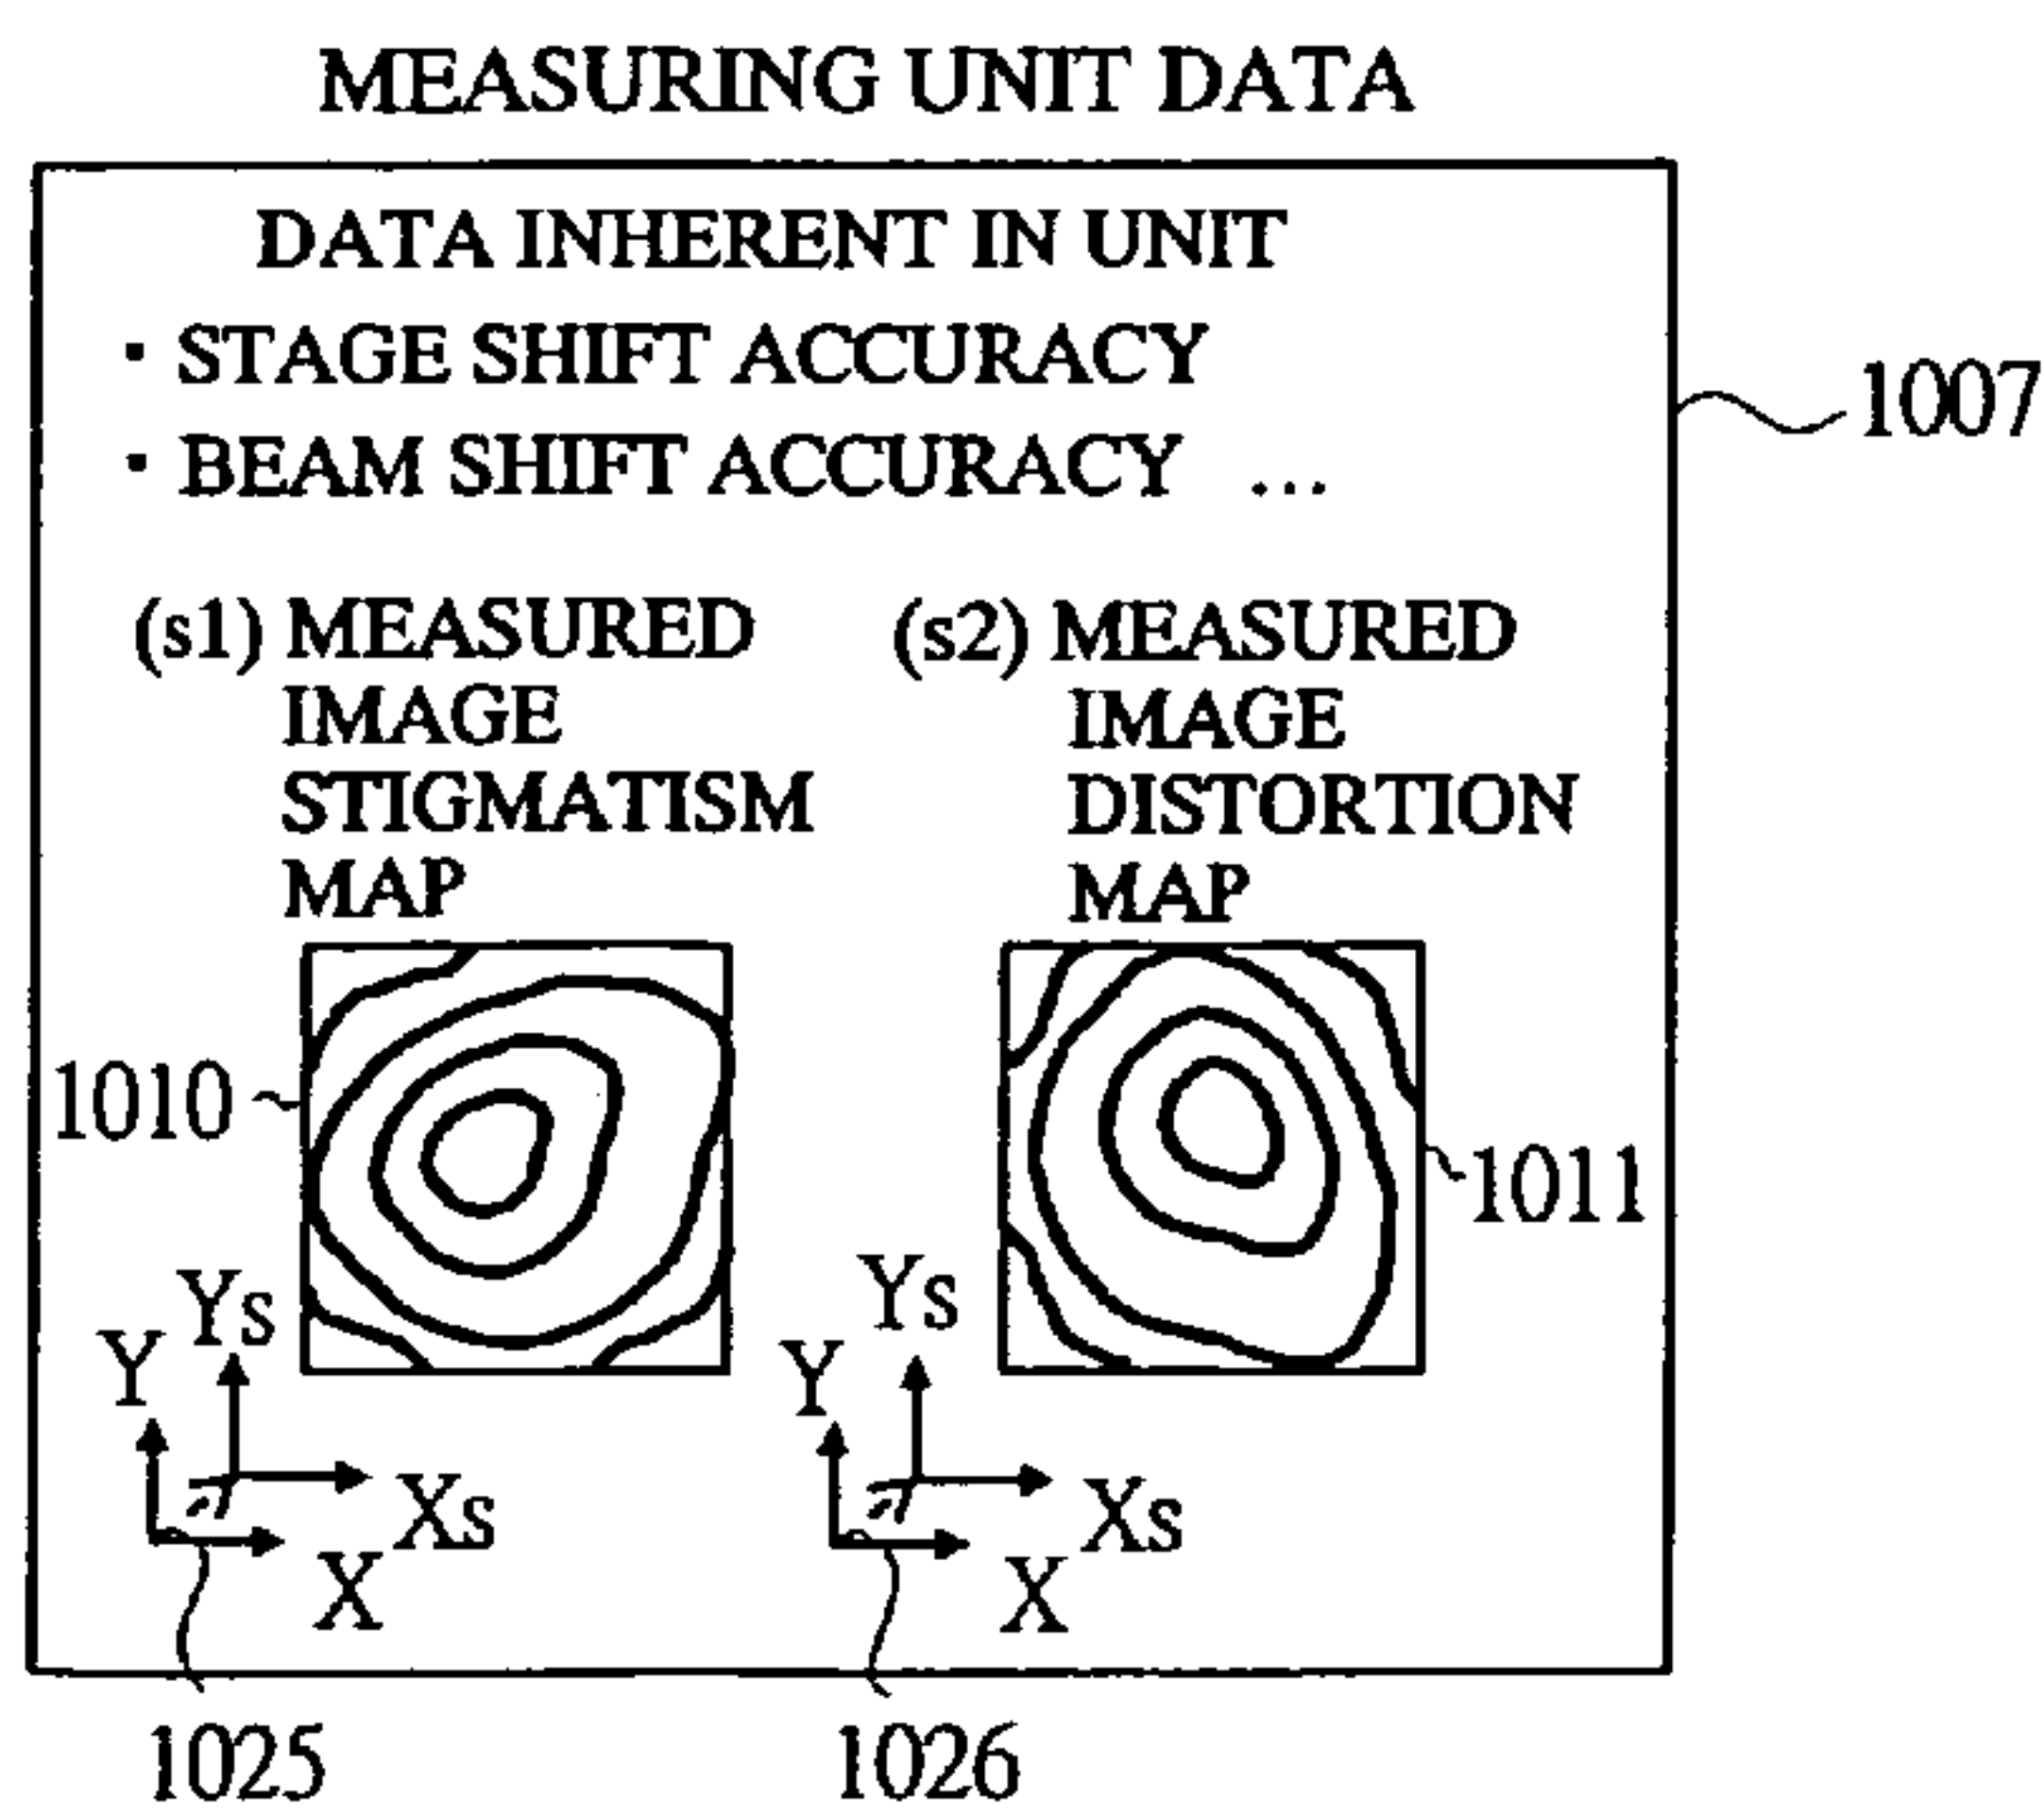 MEASURING UNIT DATA
DATA INHERENT IN UNIT
· STAGE SHIFT ACCURACY
1007
· BEAM SHIFT ACCURACY ...
(s1) MEASURED
IMAGE
STIGMATISM
MAP
(s2) MEASURED
IMAGE
DISTORTION
MAP
1010
1011
Ys
Y
Xs
X
Ys
Y
Xs
X
1025
1026